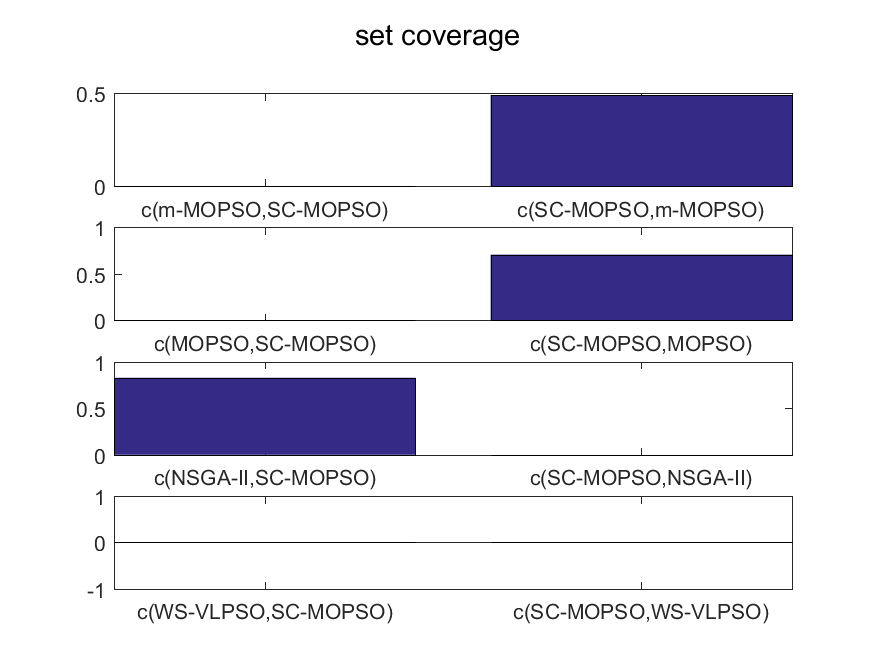 set coverage
0.5
0
c(m-MOPSO,SC-MOPSO) c(SC-MOPSO,m-MOPSO)
1
0.5
0
c(MOPSO,SC-MOPSO) c(SC-MOPSO,MOPSO)
1
0.5
0
c(NSGA-II,SC-MOPSO) c(SC-MOPSO,NSGA-II)
1
0
-1
c(WS-VLPSO,SC-MOPSO) c(SC-MOPSO,WS-VLPSO)